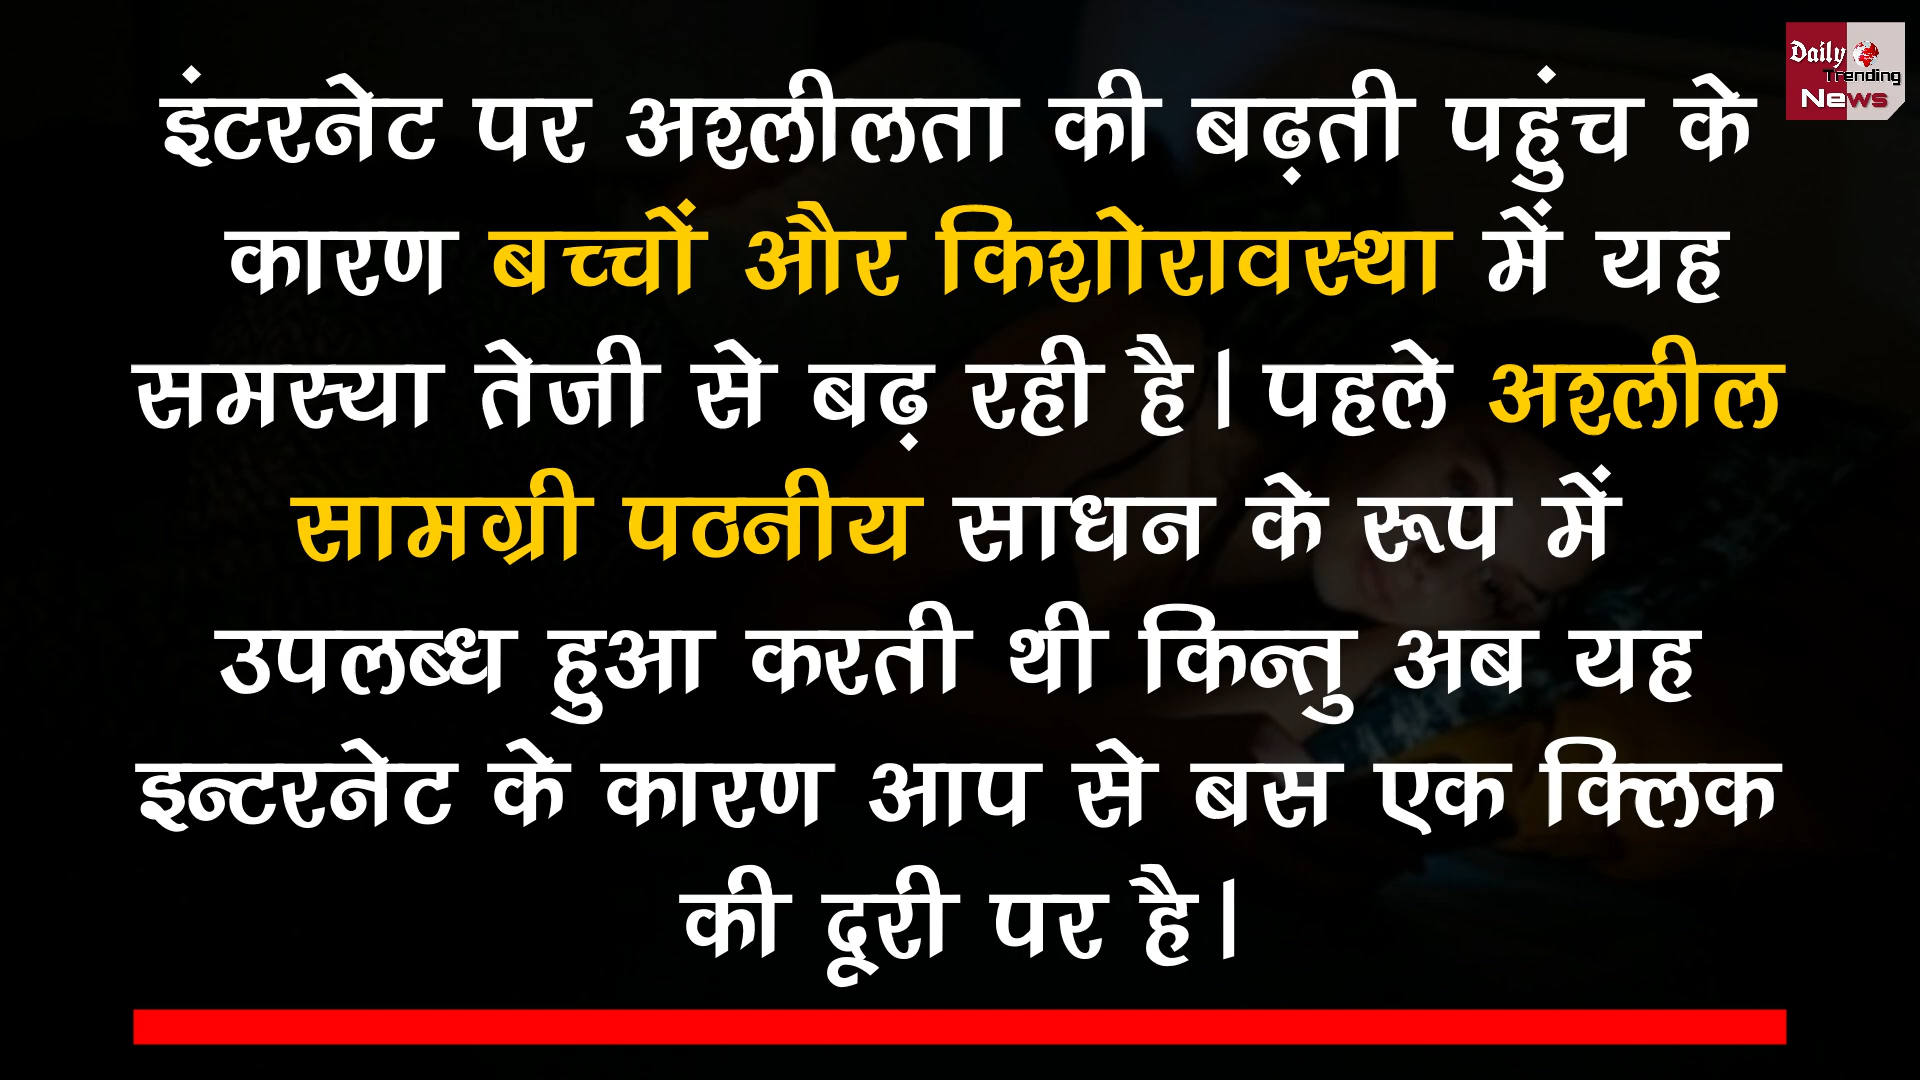 Daily
Trending
News
इंटरनेट पर अश्लीलता की बढ़ती पहुंच के
कारण बच्चों और किशोरावस्था में यह
समस्या तेजी से बढ़ रही है। पहले अश्लील
सामग्री पठनीय साधन के रूप में
उपलब्ध हुआ करती थी किन्तु अब यह
इन्टरनेट के कारण आप से बस एक क्लिक
की दूरी पर है।